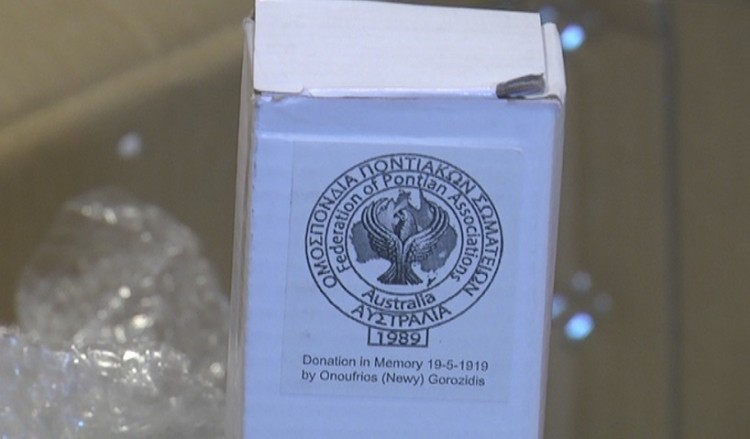 ΟΜΟΣΠΟΝΔΙΑ ΠΟΝΤΙΑΚΩΝ ΣΩΜΑΤΕΙΩΝ
Federation of Pontian Associations
Australia
ΑΥΣΤΡΑΛΙΑ
1989
Donation in Memory 19-5-1919
by Onoufrios (Newy) Gorozidis